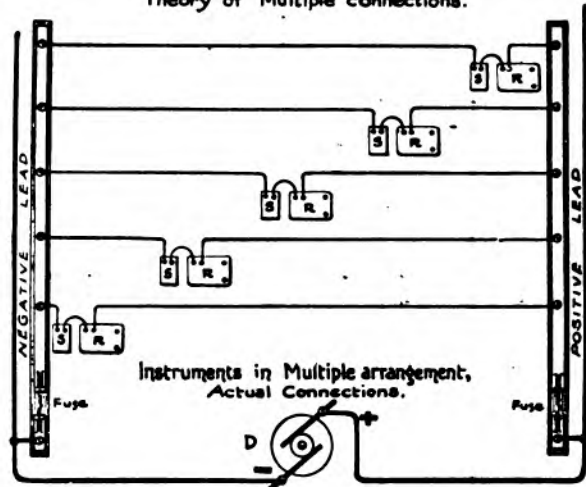 Theory of Multiple connections.
S R
S R
S R
S R
S R
NEGATIVE LEAD
POSITIVE LEAD
Instruments in Multiple arrangement,
Actual Connections.
Fuse
Fuse
D
+
−